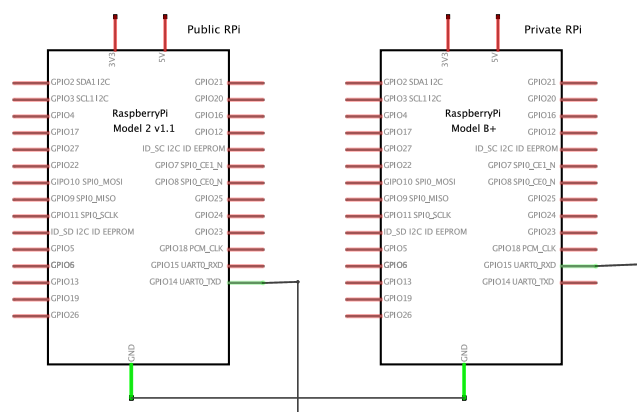 Public RPi
3V3
5V
GPIO2 SDA1 I2C
GPIO3 SCL1 I2C
GPIO4
GPIO17
GPIO27
GPIO22
GIPO10 SPI0_MOSI
GPIO9 SPI0_MISO
GPIO11 SPI0_SCLK
ID_SD I2C ID EEPROM
GPIO5
GPIO6
GPIO13
GPIO19
GPIO26
RaspberryPi
Model 2 v1.1
GPIO21
GPIO20
GPIO16
GPIO12
ID_SC I2C ID EEPROM
GPIO7 SPI0_CE1_N
GPIO8 SPI0_CE0_N
GPIO25
GPIO24
GPIO23
GPIO18 PCM_CLK
GPIO15 UART0_RXD
GPIO14 UART0_TXD
GND
Private RPi
3V3
5V
GPIO2 SDA1 I2C
GPIO3 SCL1 I2C
GPIO4
GPIO17
GPIO27
GPIO22
GIPO10 SPI0_MOSI
GPIO9 SPI0_MISO
GPIO11 SPI0_SCLK
ID_SD I2C ID EEPROM
GPIO5
GPIO6
GPIO13
GPIO19
GPIO26
RaspberryPi
Model B+
GPIO21
GPIO20
GPIO16
GPIO12
ID_SC I2C ID EEPROM
GPIO7 SPI0_CE1_N
GPIO8 SPI0_CE0_N
GPIO25
GPIO24
GPIO23
GPIO18 PCM_CLK
GPIO15 UART0_RXD
GPIO14 UART0_TXD
GND